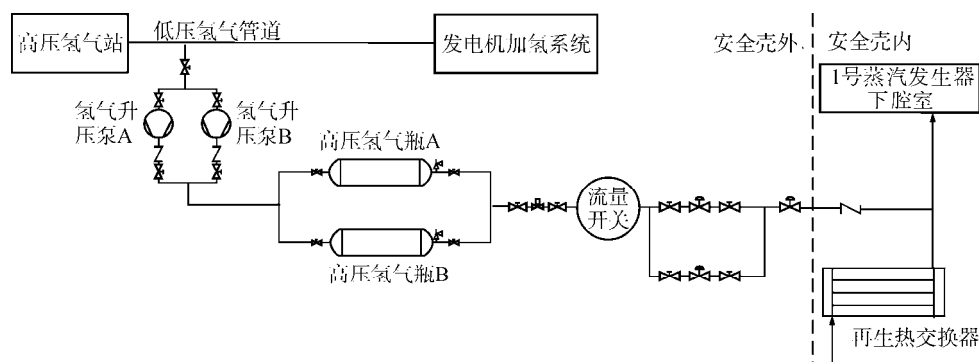 高压氢气站
低压氢气管道
发电机加氢系统
安全壳外
安全壳内
1号蒸汽发生器
下腔室
氢气升
压泵A
氢气升
压泵B
高压氢气瓶A
流量
开关
高压氢气瓶B
再生热交换器